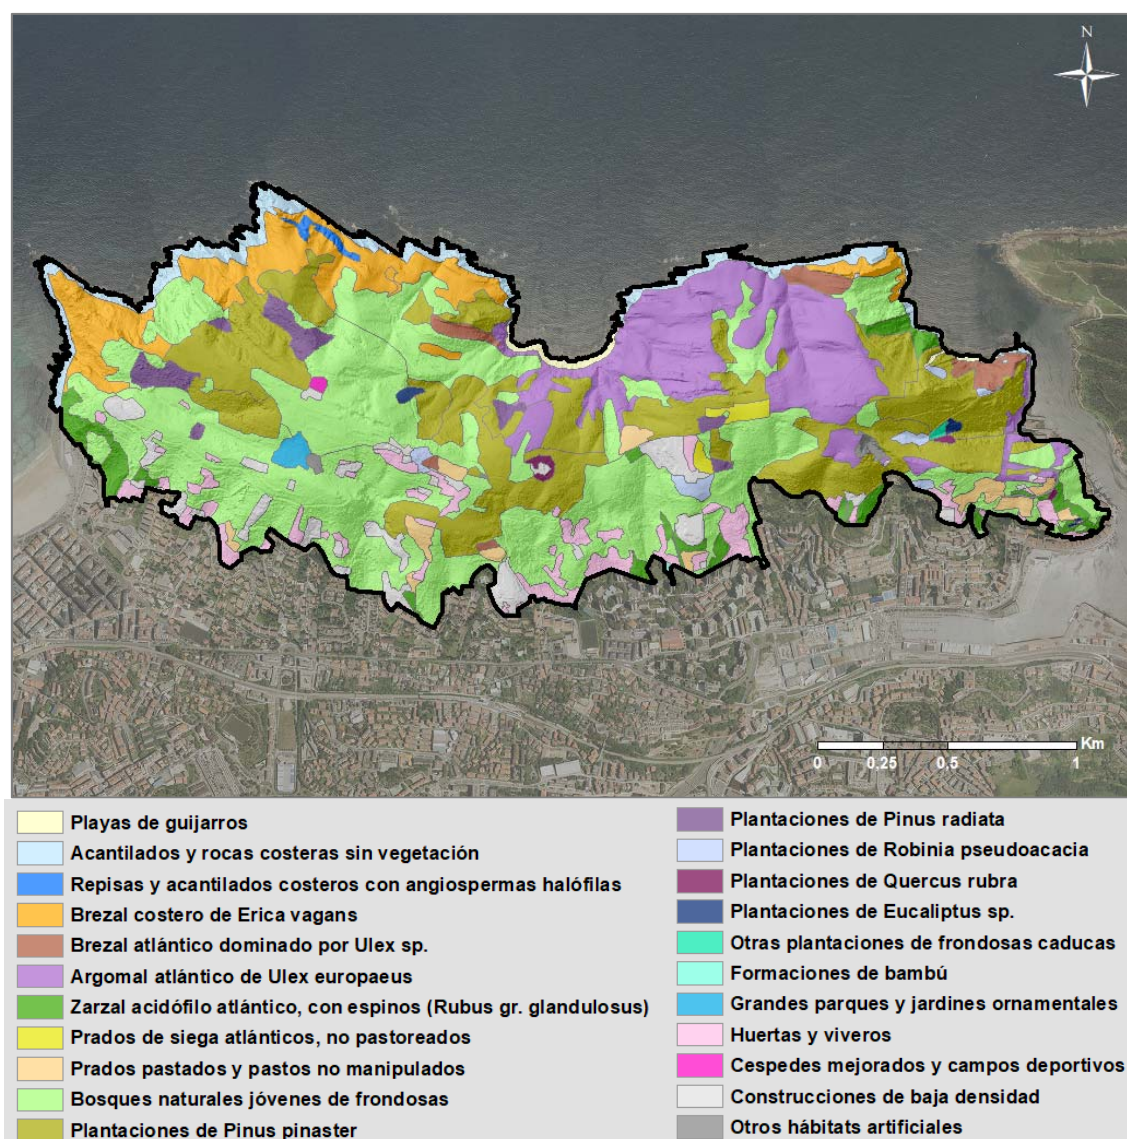 N
Km
0 0,25 0,5 1
Playas de guijarros
Acantilados y rocas costeras sin vegetación
Repisas y acantilados costeros con angiospermas halófilas
Brezal costero de Erica vagans
Brezal atlántico dominado por Ulex sp.
Argomal atlántico de Ulex europaeus
Zarzal acidófilo atlántico, con espinos (Rubus gr. glandulosus)
Prados de siega atlánticos, no pastoreados
Prados pastados y pastos no manipulados
Bosques naturales jóvenes de frondosas
Plantaciones de Pinus pinaster
Plantaciones de Pinus radiata
Plantaciones de Robinia pseudoacacia
Plantaciones de Quercus rubra
Plantaciones de Eucaliptus sp.
Otras plantaciones de frondosas caducas
Formaciones de bambú
Grandes parques y jardines ornamentales
Huertas y viveros
Cespedes mejorados y campos deportivos
Construcciones de baja densidad
Otros hábitats artificiales